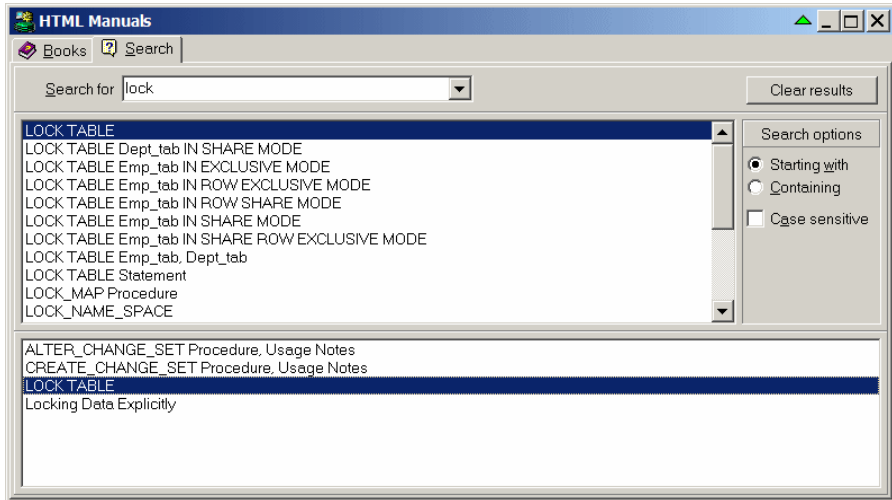 HTML Manuals
Books Search
Search for lock
Clear results
LOCK TABLE
LOCK TABLE Dept_tab IN SHARE MODE
LOCK TABLE Emp_tab IN EXCLUSIVE MODE
LOCK TABLE Emp_tab IN ROW EXCLUSIVE MODE
LOCK TABLE Emp_tab IN ROW SHARE MODE
LOCK TABLE Emp_tab IN SHARE MODE
LOCK TABLE Emp_tab IN SHARE ROW EXCLUSIVE MODE
LOCK TABLE Emp_tab, Dept_tab
LOCK TABLE Statement
LOCK_MAP Procedure
LOCK_NAME_SPACE
Search options
Starting with
Containing
Case sensitive
ALTER_CHANGE_SET Procedure, Usage Notes
CREATE_CHANGE_SET Procedure, Usage Notes
LOCK TABLE
Locking Data Explicitly